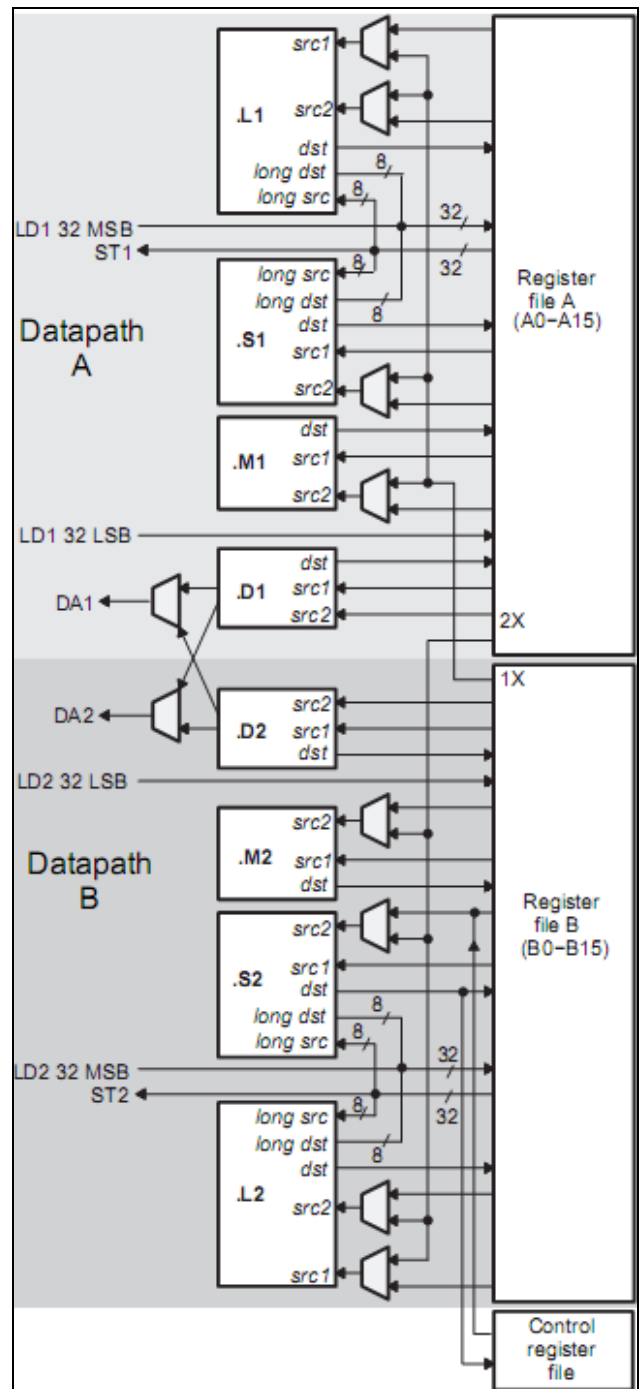 src1
.L1
src2
dst
long dst
8
long src
8
LD1 32 MSB
32
ST1
8
32
long src
long dst
8
Register
file A
(A0–A15)
Datapath
A
.S1
dst
src1
src2
.M1
dst
src1
src2
LD1 32 LSB
.D1
dst
src1
src2
DA1
2X
1X
DA2
.D2
src2
src1
dst
LD2 32 LSB
.M2
src2
src1
dst
Datapath
B
Register
file B
(B0–B15)
.S2
src2
src1
dst
long dst
8
long src
8
LD2 32 MSB
32
ST2
8
32
long src
long dst
8
dst
.L2
src2
src1
Control
register
file